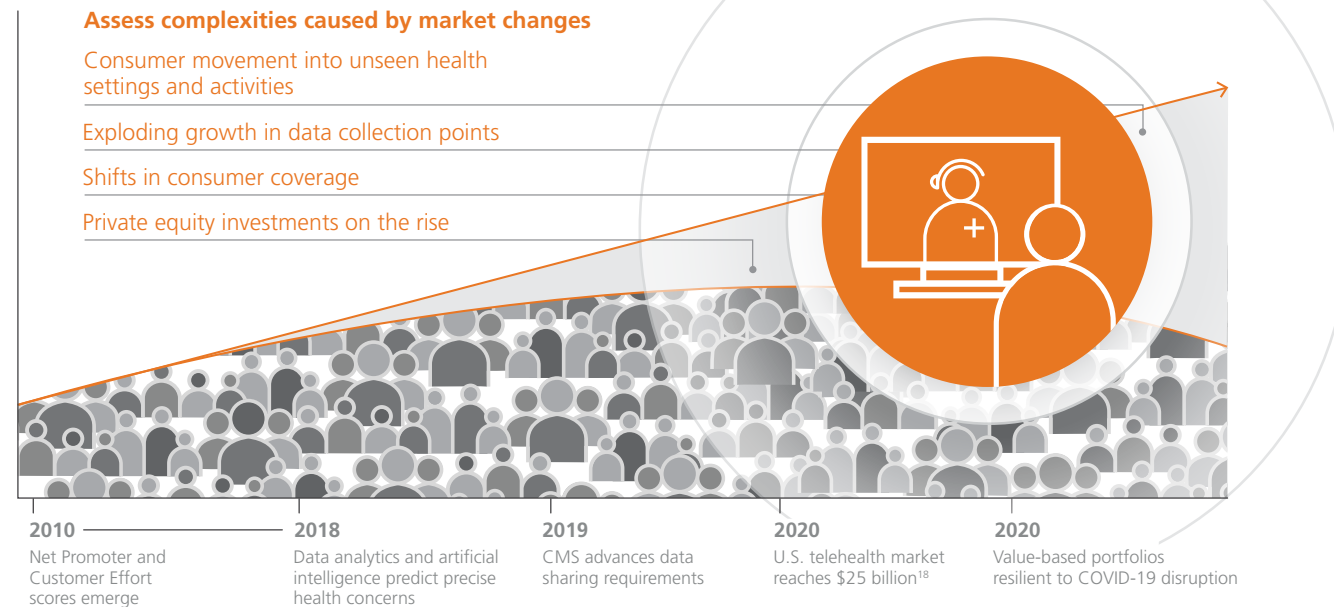 Assess complexities caused by market changes
Consumer movement into unseen health
settings and activities
Exploding growth in data collection points
Shifts in consumer coverage
Private equity investments on the rise
2010
Net Promoter and
Customer Effort
scores emerge
2018
Data analytics and artificial
intelligence predict precise
health concerns
2019
CMS advances data
sharing requirements
2020
U.S. telehealth market
reaches $25 billion¹⁸
2020
Value-based portfolios
resilient to COVID-19 disruption